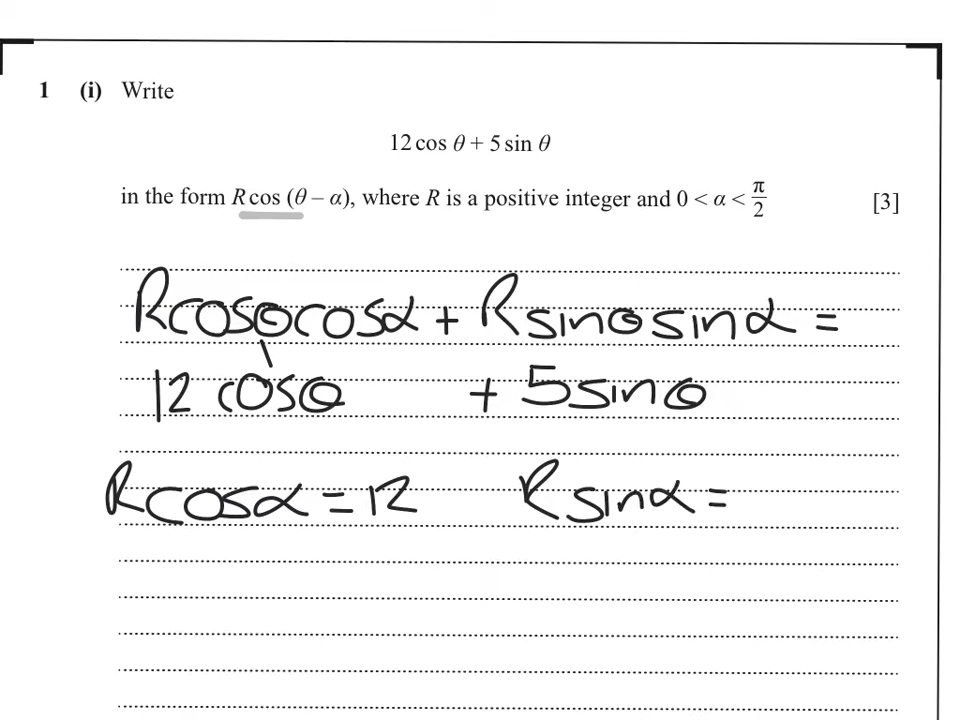 1 (i) Write
12 cos θ + 5 sin θ
in the form R cos (θ – α), where R is a positive integer and 0 < α < π/2 [3]
Rcosθcosα + Rsinθsinα =
12 cosθ + 5sinθ
Rcosα = 12 Rsinα =